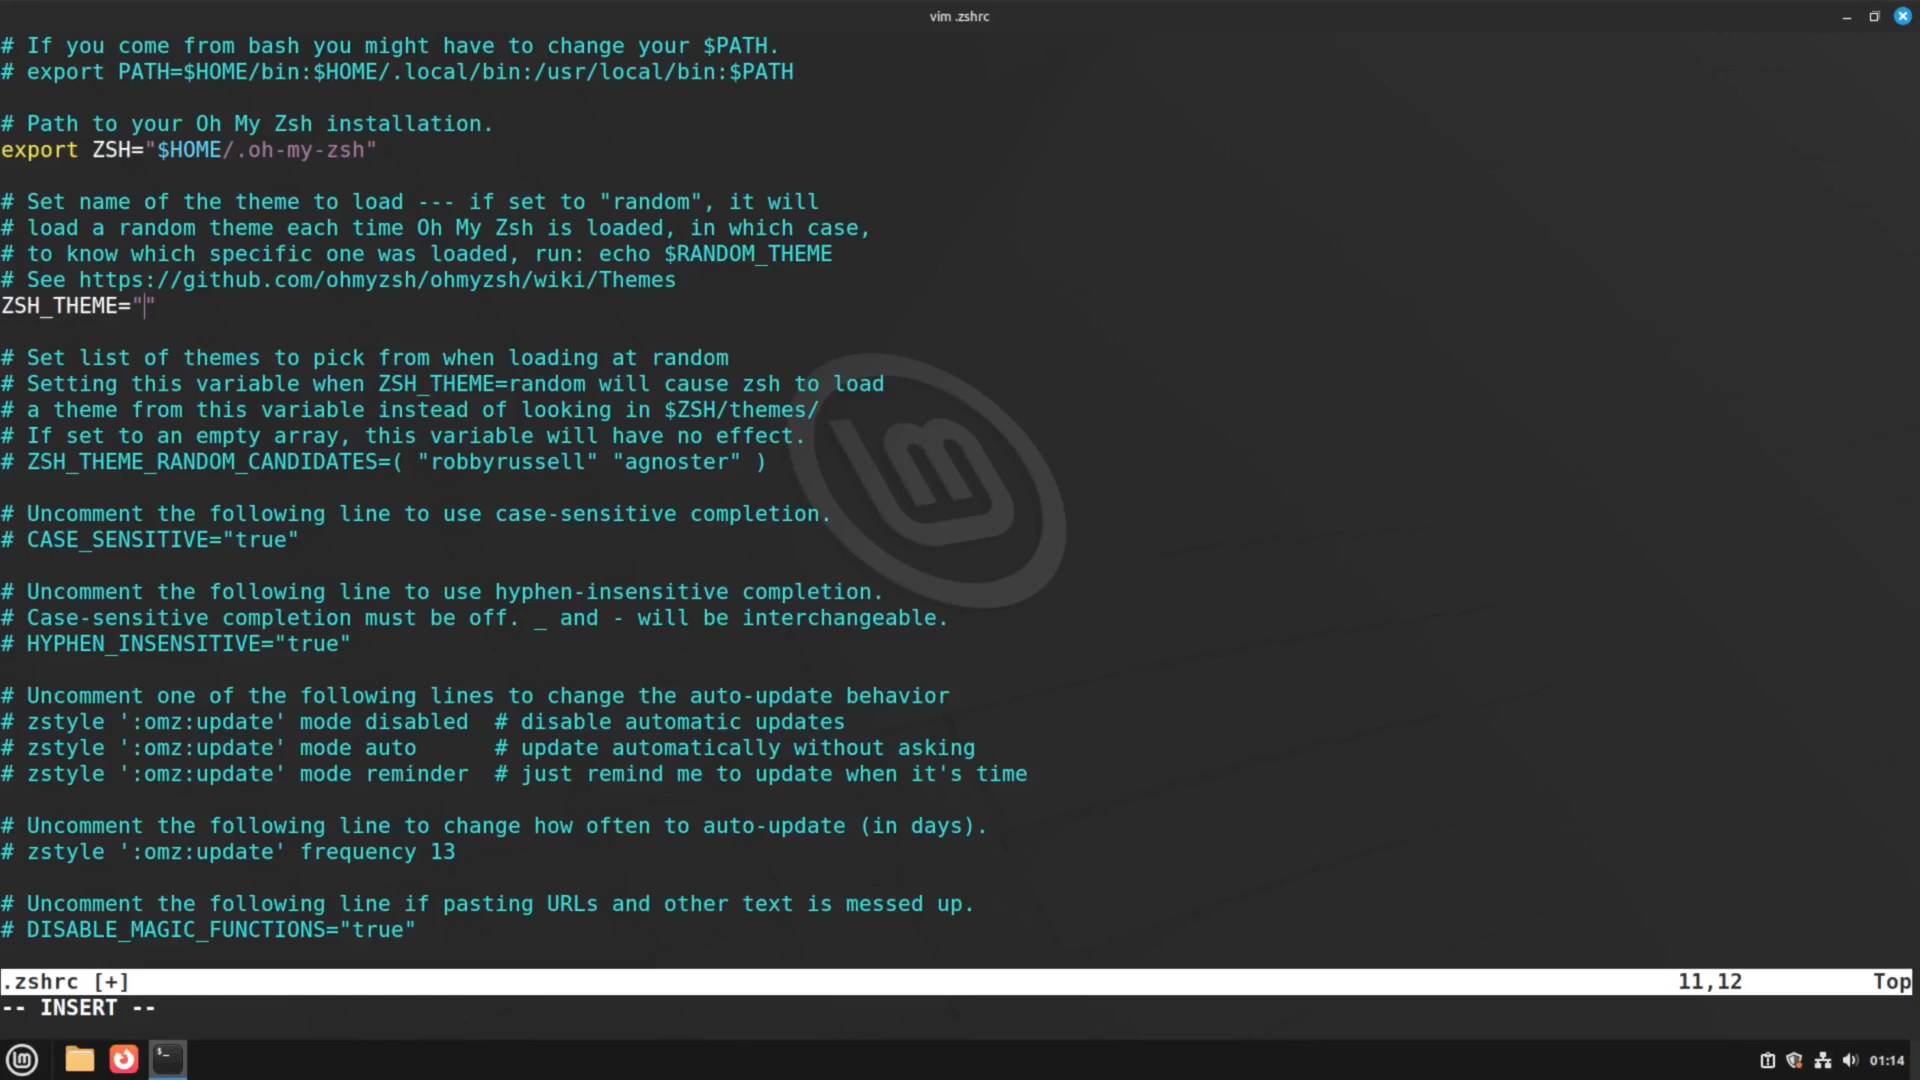 vim .zshrc
# If you come from bash you might have to change your $PATH.
# export PATH=$HOME/bin:$HOME/.local/bin:/usr/local/bin:$PATH
# Path to your Oh My Zsh installation.
export ZSH="$HOME/.oh-my-zsh"
# Set name of the theme to load --- if set to "random", it will
# load a random theme each time Oh My Zsh is loaded, in which case,
# to know which specific one was loaded, run: echo $RANDOM_THEME
# See https://github.com/ohmyzsh/ohmyzsh/wiki/Themes
ZSH_THEME=""
# Set list of themes to pick from when loading at random
# Setting this variable when ZSH_THEME=random will cause zsh to load
# a theme from this variable instead of looking in $ZSH/themes/
# If set to an empty array, this variable will have no effect.
# ZSH_THEME_RANDOM_CANDIDATES=( "robbyrussell" "agnoster" )
# Uncomment the following line to use case-sensitive completion.
# CASE_SENSITIVE="true"
# Uncomment the following line to use hyphen-insensitive completion.
# Case-sensitive completion must be off. _ and - will be interchangeable.
# HYPHEN_INSENSITIVE="true"
# Uncomment one of the following lines to change the auto-update behavior
# zstyle ':omz:update' mode disabled  # disable automatic updates
# zstyle ':omz:update' mode auto      # update automatically without asking
# zstyle ':omz:update' mode reminder  # just remind me to update when it's time
# Uncomment the following line to change how often to auto-update (in days).
# zstyle ':omz:update' frequency 13
# Uncomment the following line if pasting URLs and other text is messed up.
# DISABLE_MAGIC_FUNCTIONS="true"
.zshrc [+] 11,12 Top
-- INSERT --
01:14